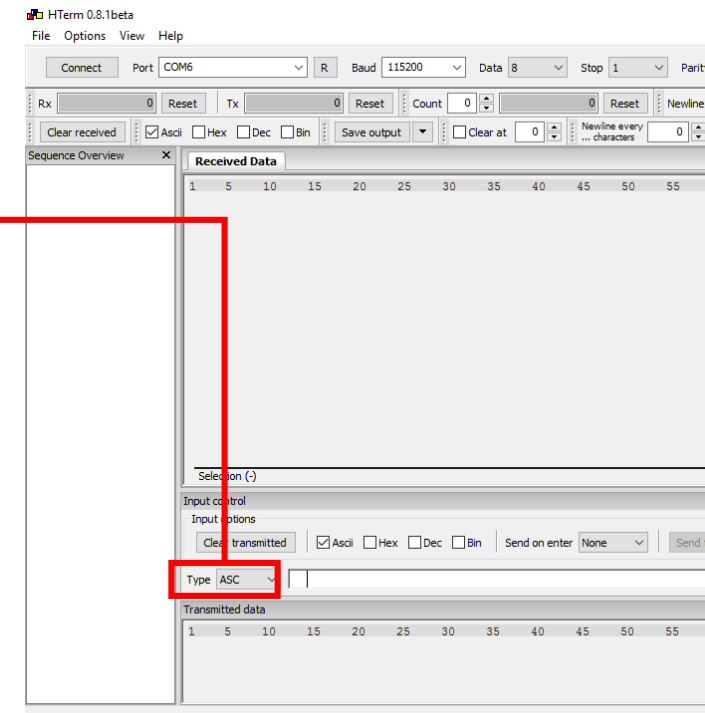 HTerm 0.8.1beta
File Options View Help
Connect Port COM6 R Baud 115200 Data 8 Stop 1 Parit
Rx 0 Reset Tx 0 Reset Count 0 0 Reset Newline
Clear received Ascii Hex Dec Bin Save output Clear at 0 Newline every ... characters 0
Sequence Overview X Received Data
1 5 10 15 20 25 30 35 40 45 50 55
Selection (-)
Input control
Input options
Clear transmitted Ascii Hex Dec Bin Send on enter None Send
Type ASC
Transmitted data
1 5 10 15 20 25 30 35 40 45 50 55